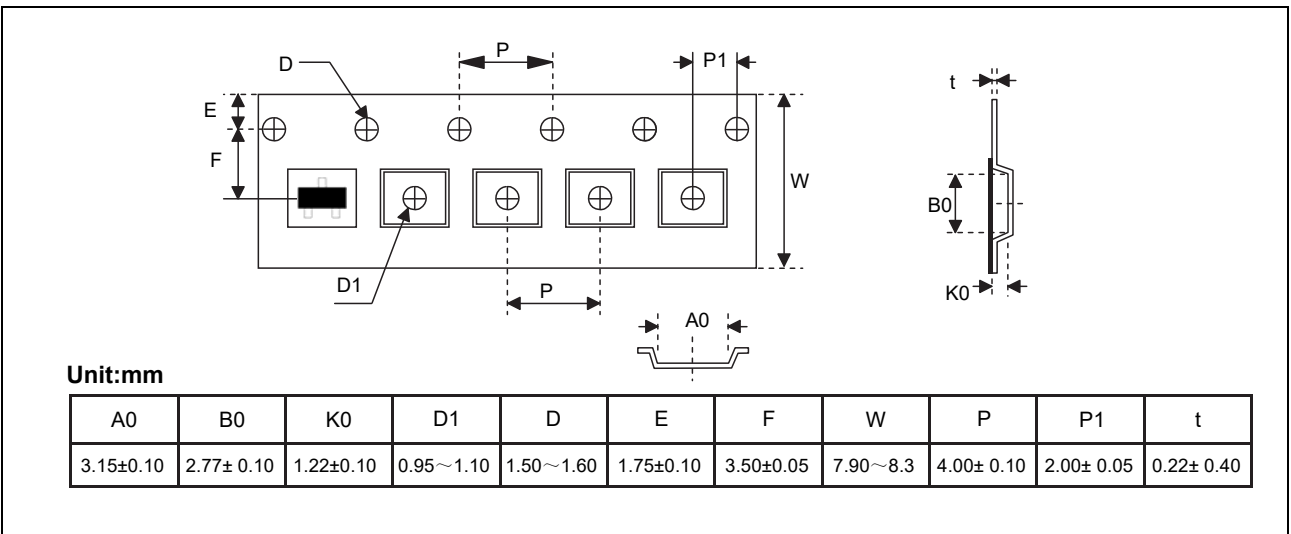 P
P1
D
t
E
F
W
B0
D1
P
K0
A0
Unit:mm
A0 B0 K0 D1 D E F W P P1 t
3.15±0.10 2.77± 0.10 1.22±0.10 0.95～1.10 1.50～1.60 1.75±0.10 3.50±0.05 7.90～8.3 4.00± 0.10 2.00± 0.05 0.22± 0.40